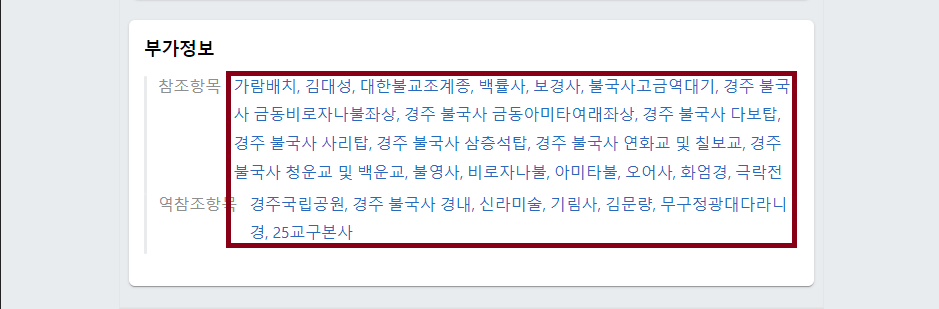 부가정보
참조항목 가람배치, 김대성, 대한불교조계종, 백률사, 보경사, 불국사고금역대기, 경주 불국
사 금동비로자나불좌상, 경주 불국사 금동아미타여래좌상, 경주 불국사 다보탑,
경주 불국사 사리탑, 경주 불국사 삼층석탑, 경주 불국사 연화교 및 칠보교, 경주
불국사 청운교 및 백운교, 불영사, 비로자나불, 아미타불, 오어사, 화엄경, 극락전
역참조항목 경주국립공원, 경주 불국사 경내, 신라미술, 기림사, 김문량, 무구정광대다라니
경, 25교구본사